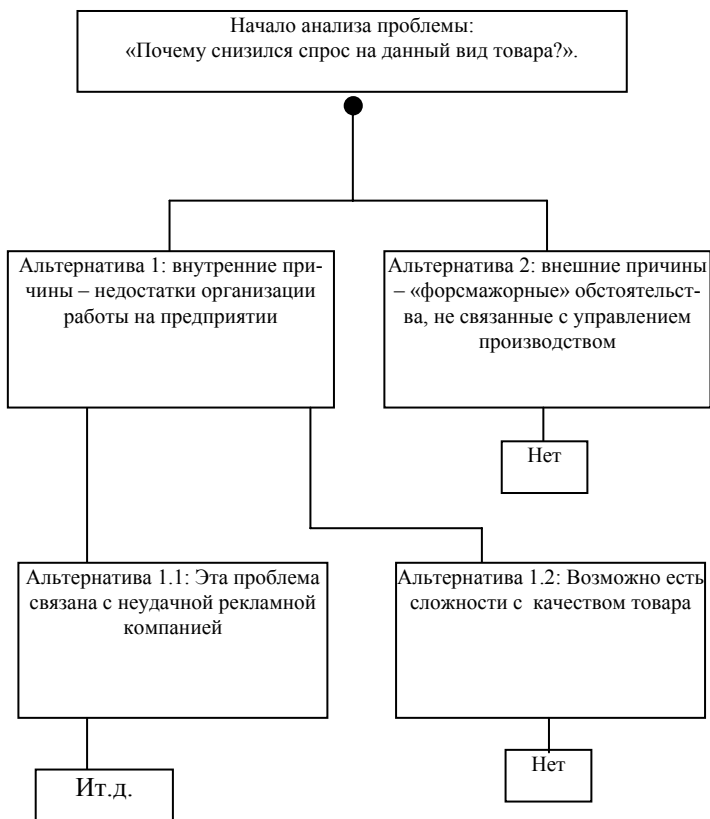 Начало анализа проблемы:
«Почему снизился спрос на данный вид товара?».
Альтернатива 1: внутренние при-
чины – недостатки организации
работы на предприятии
Альтернатива 2: внешние причины
– «форсмажорные» обстоятельст-
ва, не связанные с управлением
производством
Нет
Альтернатива 1.1: Эта проблема
связана с неудачной рекламной
компанией
Альтернатива 1.2: Возможно есть
сложности с качеством товара
Ит.д.
Нет